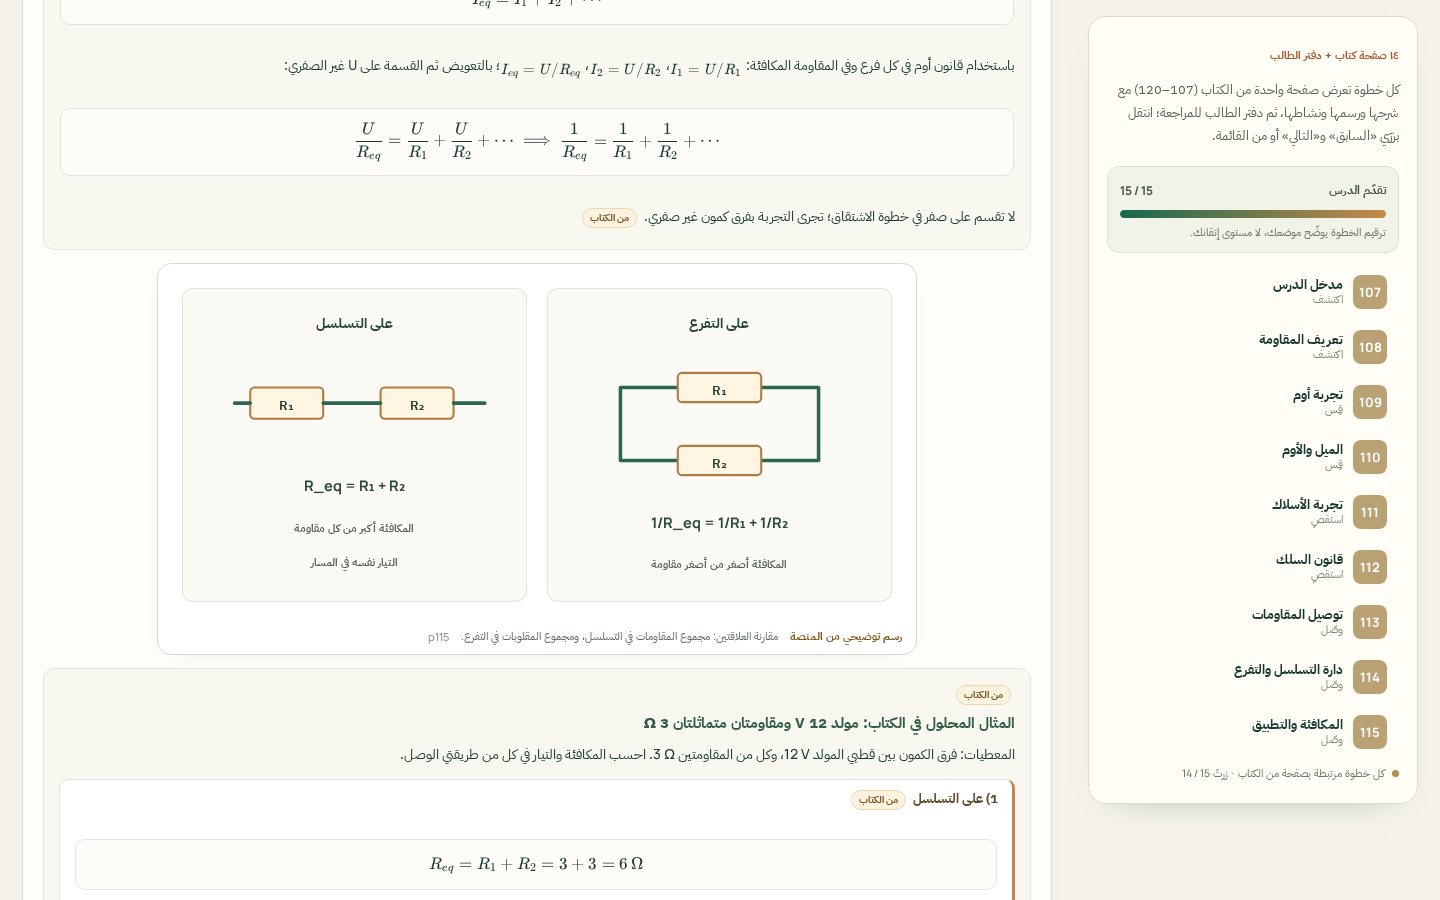 باستخدام قانون أوم في كل فرع وفي المقاومة المكافئة: I₁ = U/R₁، I₂ = U/R₂، I_eq = U/R_eq؛ بالتعويض ثم القسمة على U غير الصفري:
U/R_eq = U/R₁ + U/R₂ + ⋯ ⟹ 1/R_eq = 1/R₁ + 1/R₂ + ⋯
لا تقسم على صفر في خطوة الاشتقاق؛ تجرى التجربة بفرق كمون غير صفري. من الكتاب
على التفرع
R₁
R₂
1/R_eq = 1/R₁ + 1/R₂
المكافئة أصغر من أصغر مقاومة
على التسلسل
R₁
R₂
R_eq = R₁ + R₂
المكافئة أكبر من كل مقاومة
التيار نفسه في المسار
رسم توضيحي من المنصة مقارنة العلاقتين: مجموع المقاومات في التسلسل، ومجموع المقلوبات في التفرع. p115
من الكتاب
المثال المحلول في الكتاب: مولد 12 V ومقاومتان متماثلتان 3 Ω
المعطيات: فرق الكمون بين قطبي المولد 12 V، وكل من المقاومتين 3 Ω. احسب المكافئة والتيار في كل من طريقتي الوصل.
1) على التسلسل من الكتاب
R_eq = R₁ + R₂ = 3 + 3 = 6 Ω
١٤ صفحة كتاب + دفتر الطالب
كل خطوة تعرض صفحة واحدة من الكتاب (107–120) مع
شرحها ورسمها ونشاطها، ثم دفتر الطالب للمراجعة؛ انتقل
بزرّي «السابق» و«التالي» أو من القائمة.
تقدّم الدرس 15 / 15
ترقيم الخطوة يوضّح موضعك، لا مستوى إتقانك.
107 مدخل الدرس
اكتشف
108 تعريف المقاومة
اكتشف
109 تجربة أوم
قِس
110 الميل والأوم
قِس
111 تجربة الأسلاك
استقصِ
112 قانون السلك
استقصِ
113 توصيل المقاومات
وصّل
114 دارة التسلسل والتفرع
وصّل
115 المكافئة والتطبيق
وصّل
كل خطوة مرتبطة بصفحة من الكتاب · زرتَ 15 / 14